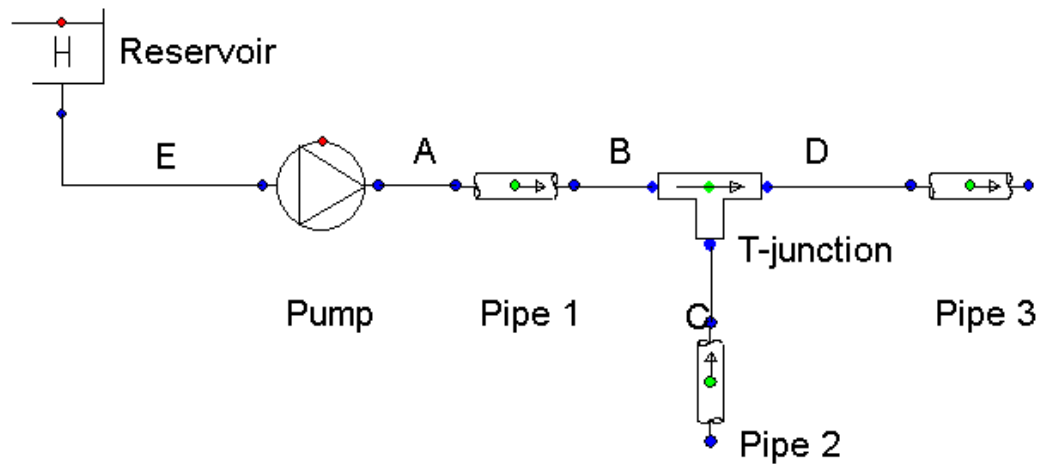 H
Reservoir
E
A
B
D
T-junction
Pump
Pipe 1
C
Pipe 3
Pipe 2